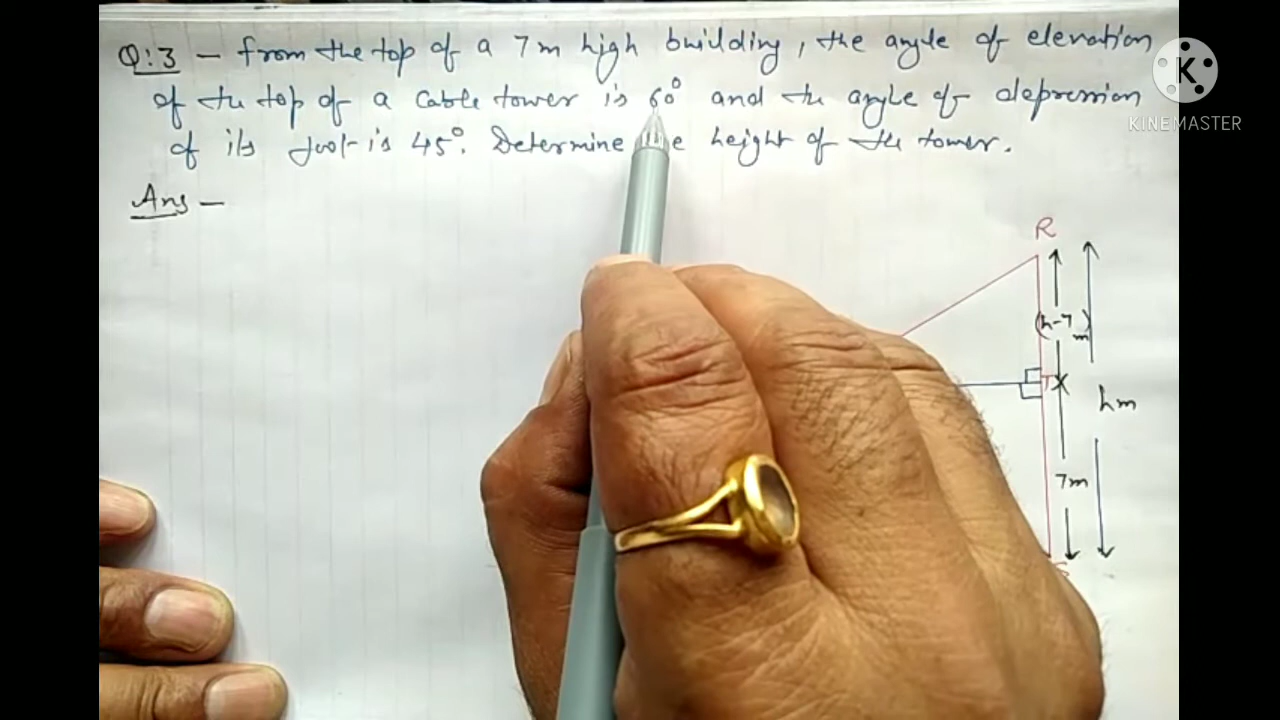 Q:3 - from the top of a 7m high building, the angle of elevation
of the top of a cable tower is 60° and the angle of depression
of its foot is 45°. Determine height of the tower.
Ans -
K
KINEMASTER
R
(h-7)
m
hm
7m